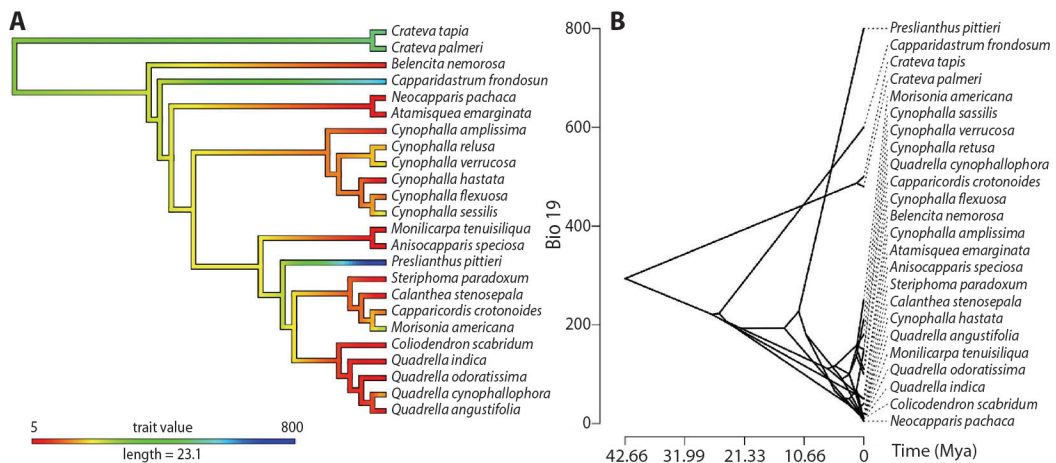 A
Crateva tapia
Crateva palmeri
Belencita nemorosa
Capparidastrum frondosun
Neocapparis pachaca
Atamisquea emarginata
Cynophalla amplissima
Cynophalla relusa
Cynophalla verrucosa
Cynophalla hastata
Cynophalla flexuosa
Cynophalla sessilis
Monilicarpa tenuisiliqua
Anisocapparis speciosa
Preslianthus pittieri
Steriphoma paradoxum
Calanthea stenosepala
Capparicordis crotonoides
Morisonia americana
Coliodendron scabridum
Quadrella indica
Quadrella odoratissima
Quadrella cynophallophora
Quadrella angustifolia
5 trait value 800
length = 23.1
B
Bio 19
800
600
400
200
0
Preslianthus pittieri
Capparidastrum frondosum
Crateva tapis
Crateva palmeri
Morisonia americana
Cynophalla sassilis
Cynophalla verrucosa
Cynophalla retusa
Quadrella cynophallophora
Capparicordis crotonoides
Cynophalla flexuosa
Belencita nemorosa
Cynophalla amplissima
Atamisquea emarginata
Anisocapparis speciosa
Steriphoma paradoxum
Calanthea stenosepala
Cynophalla hastata
Quadrella angustifolia
Monilicarpa tenuisiliqua
Quadrella odoratissima
Quadrella indica
Colicodendron scabridum
Neocapparis pachaca
42.66 31.99 21.33 10.66 0 Time (Mya)